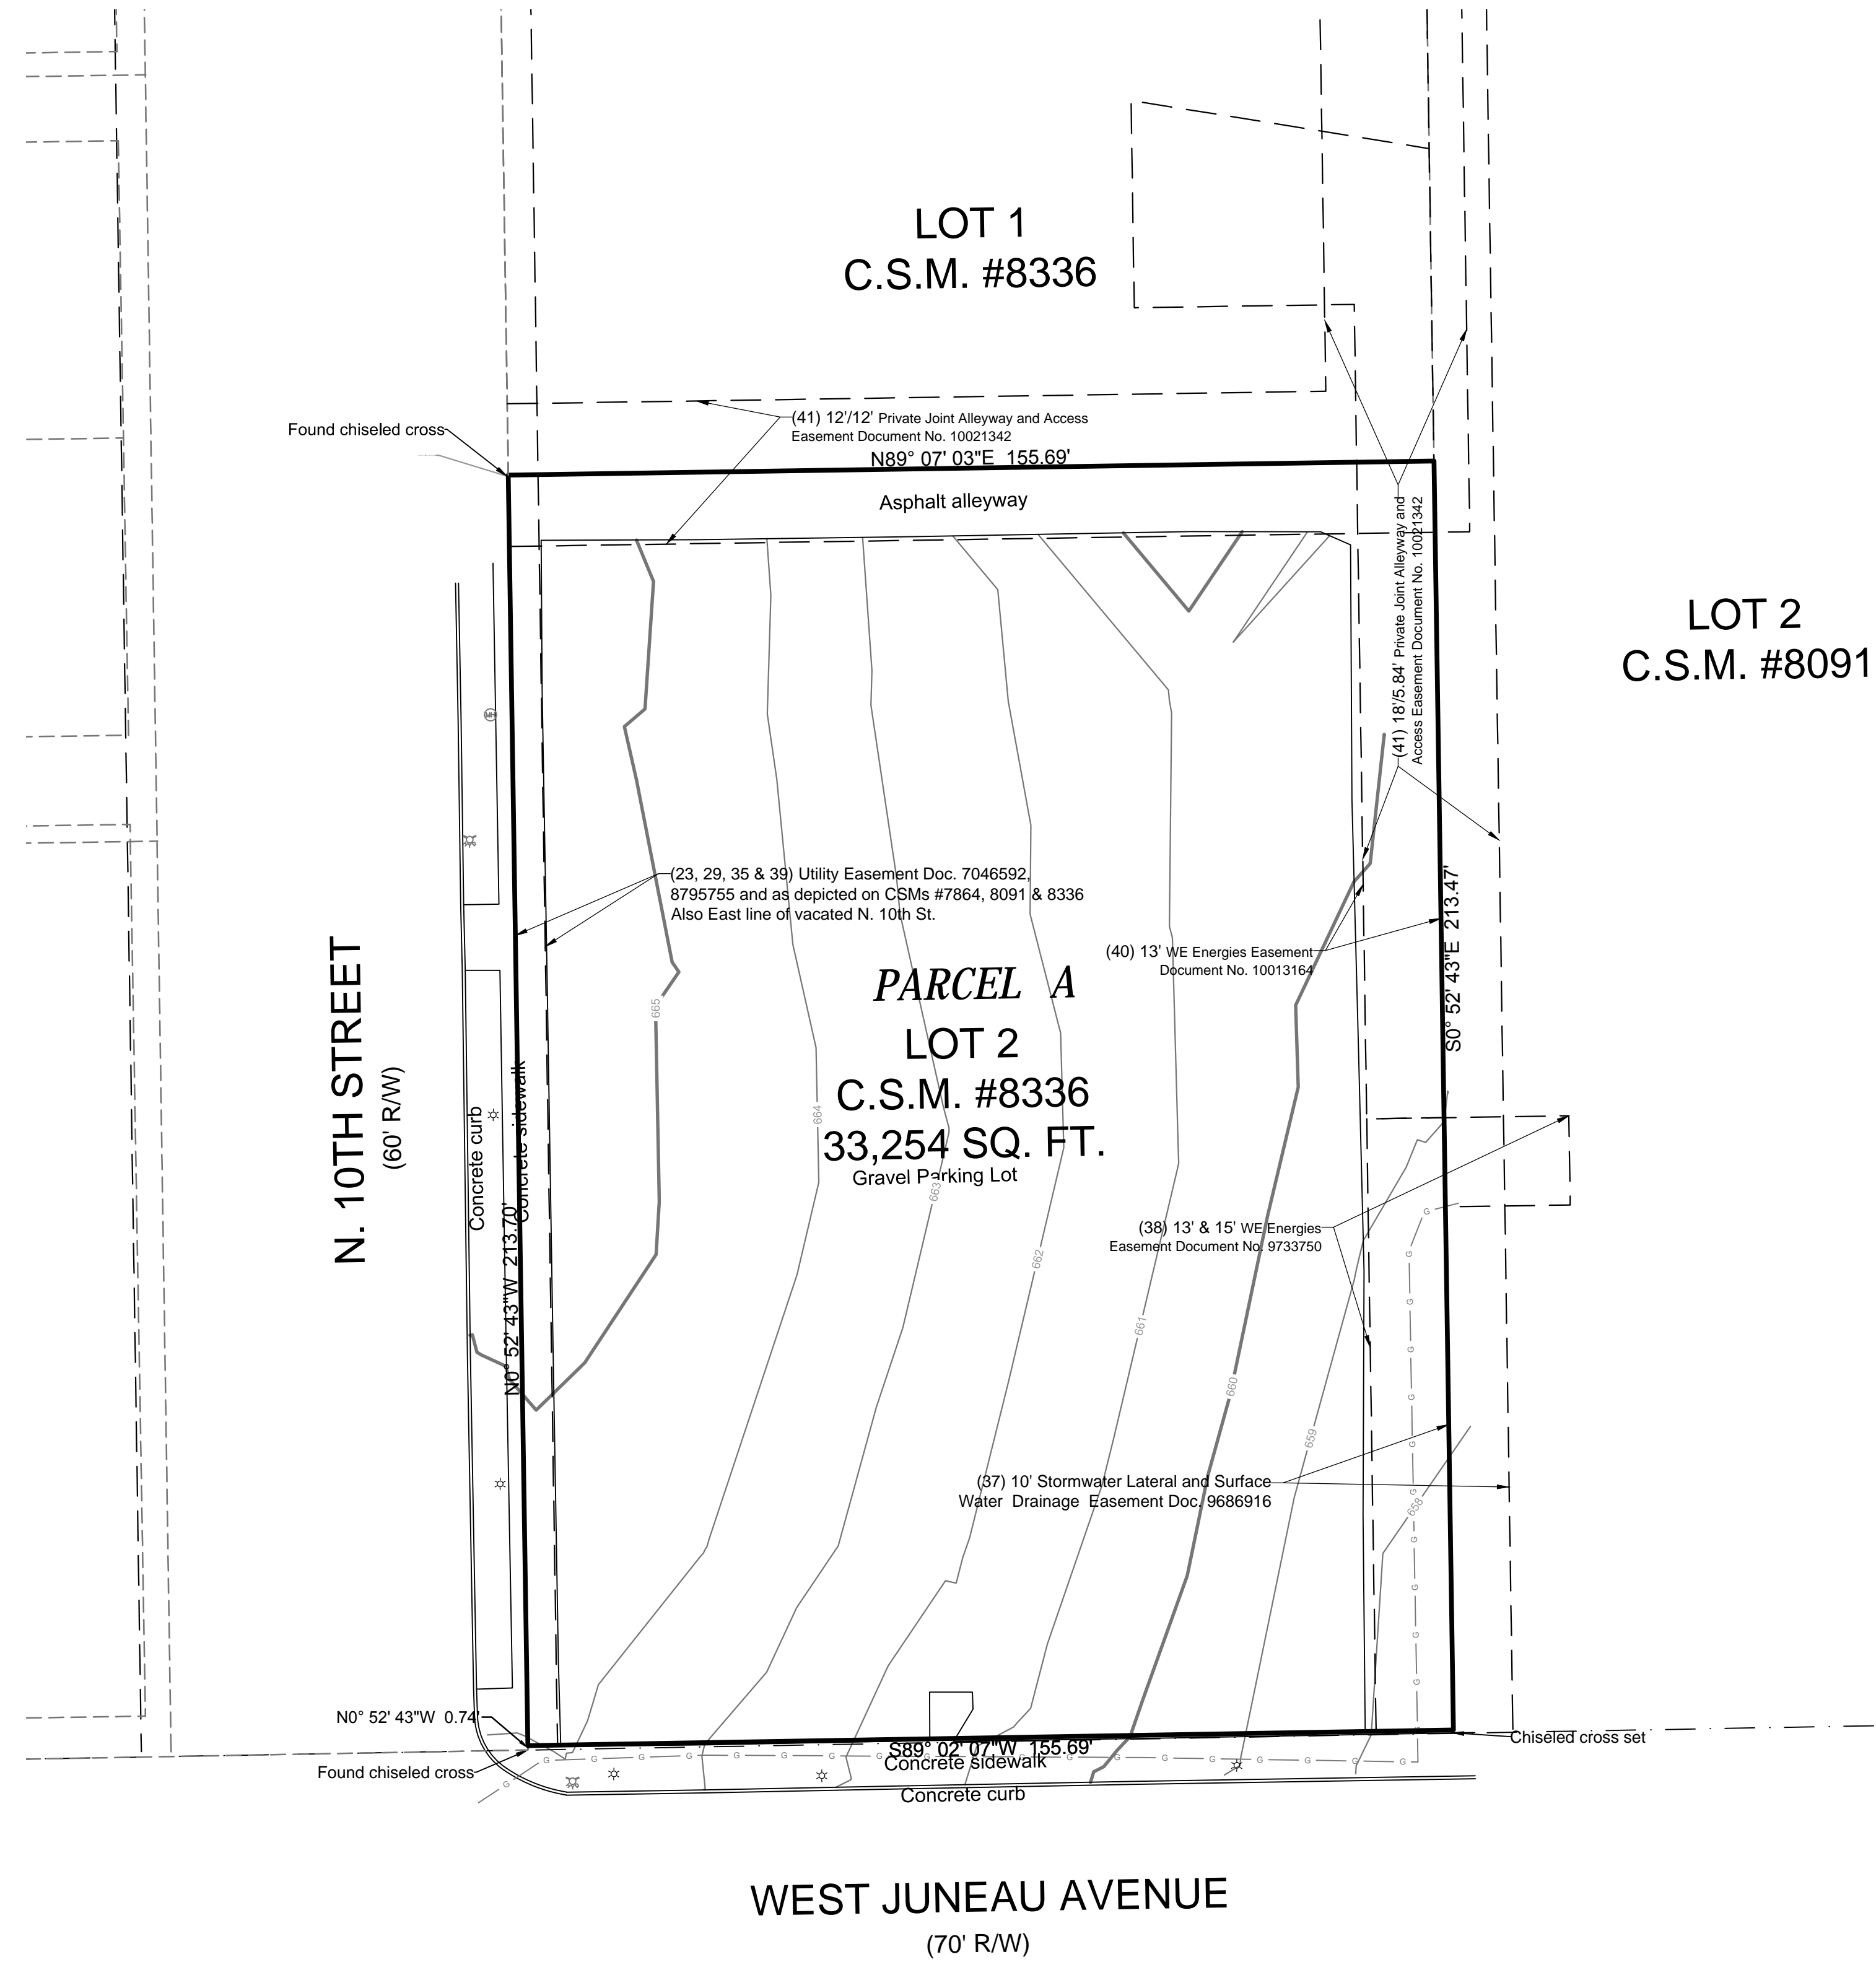 LOT 1
C.S.M. #8336
(41) 12'/12' Private Joint Alleyway and Access
Easement Document No. 10021342
Found chiseled cross
N89° 07' 03"E 155.69'
Asphalt alleyway
(41) 18'/5.84' Private Joint Alleyway and
Access Easement Document No. 10021342
LOT 2
C.S.M. #8091
MH
(23, 29, 35 & 39) Utility Easement Doc. 7046592,
8795755 and as depicted on CSMs #7864, 8091 & 8336
Also East line of vacated N. 10th St.
S0° 52' 43"E 213.47'
(40) 13' WE Energies Easement
Document No. 10013164
PARCEL A
LOT 2
C.S.M. #8336
33,254 SQ. FT.
Gravel Parking Lot
N. 10TH STREET
(60' R/W)
Concrete curb
Concrete sidewalk
N0° 52' 43"W 213.70'
665
664
663
662
661
660
659
658
(38) 13' & 15' WE Energies
Easement Document No. 9733750
(37) 10' Stormwater Lateral and Surface
Water Drainage Easement Doc. 9686916
G G G G G G G G G G G G
N0° 52' 43"W 0.74'
Found chiseled cross
S89° 02' 07"W 155.69'
Chiseled cross set
G G G G G G G G G G G G G G G G G G G G
Concrete sidewalk
Concrete curb
WEST JUNEAU AVENUE
(70' R/W)